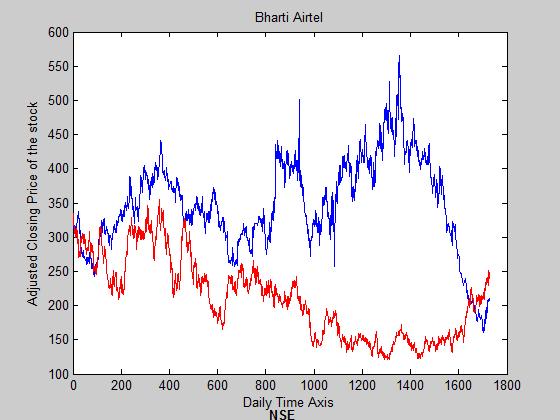 Bharti Airtel
600
550
500
450
400
350
300
250
200
150
100
Adjusted Closing Price of the stock
0 200 400 600 800 1000 1200 1400 1600 1800
Daily Time Axis
NSE